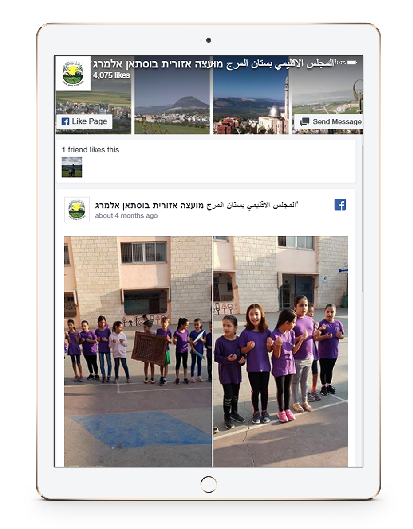 المجلس الاقليمي بستان المرج מועצה אזורית בוסתאן אלמרג
4,075 likes
Like Page
Send Message
1 friend likes this
المجلس الاقليمي بستان المرج מועצה אזורית בוסתאן אלמרג'
about 4 months ago